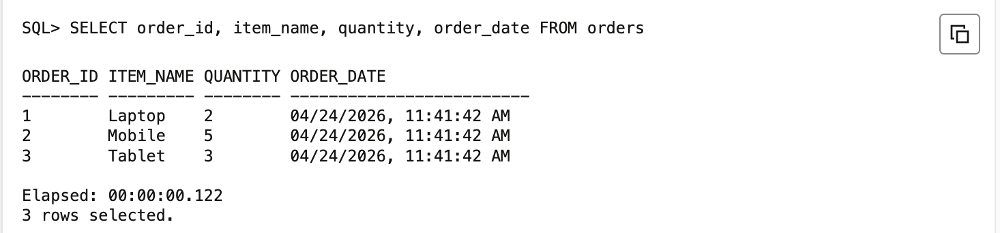 SQL> SELECT order_id, item_name, quantity, order_date FROM orders
ORDER_ID ITEM_NAME QUANTITY ORDER_DATE
-------- --------- -------- -------------------------
1        Laptop    2        04/24/2026, 11:41:42 AM
2        Mobile    5        04/24/2026, 11:41:42 AM
3        Tablet    3        04/24/2026, 11:41:42 AM
Elapsed: 00:00:00.122
3 rows selected.